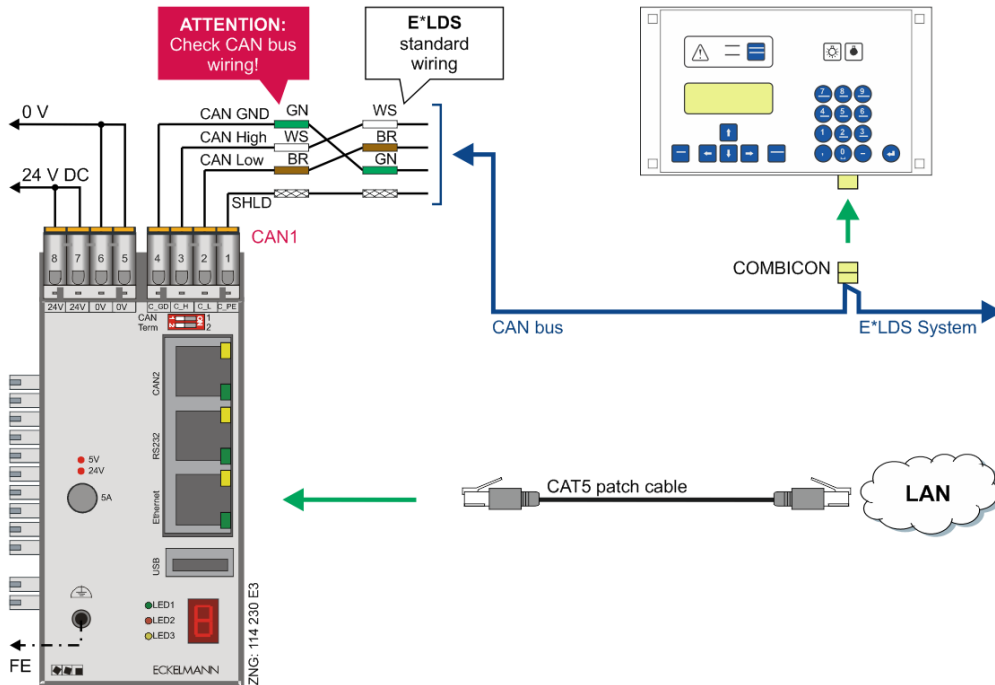 ATTENTION:
Check CAN bus
wiring!
E*LDS
standard
wiring
0 V
24 V DC
CAN GND
GN
WS
CAN High
WS
BR
CAN Low
BR
GN
SHLD
CAN1
8
7
6
5
4
3
2
1
24V
24V
0V
0V
C_GD
C_H
C_L
C_PE
CAN
Term
1
2
ON
1
2
CAN2
RS232
Ethernet
USB
5V
24V
5A
LED1
LED2
LED3
8
FE
ECKELMANN
ZNG: 114 230 E3
7
8
9
4
5
6
1
2
3
,
0
–
COMBICON
CAN bus
E*LDS System
CAT5 patch cable
LAN